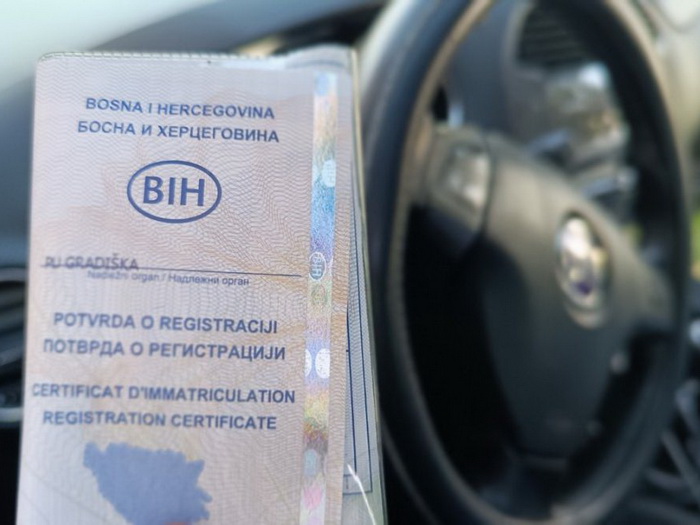 BOSNA I HERCEGOVINA
БОСНА И ХЕРЦЕГОВИНА
BIH
PU GRADIŠKA
Nadležni organ / Надлежни орган
POTVRDA O REGISTRACIJI
ПОТВРДА О РЕГИСТРАЦИЈИ
CERTIFICAT D'IMMATRICULATION
REGISTRATION CERTIFICATE